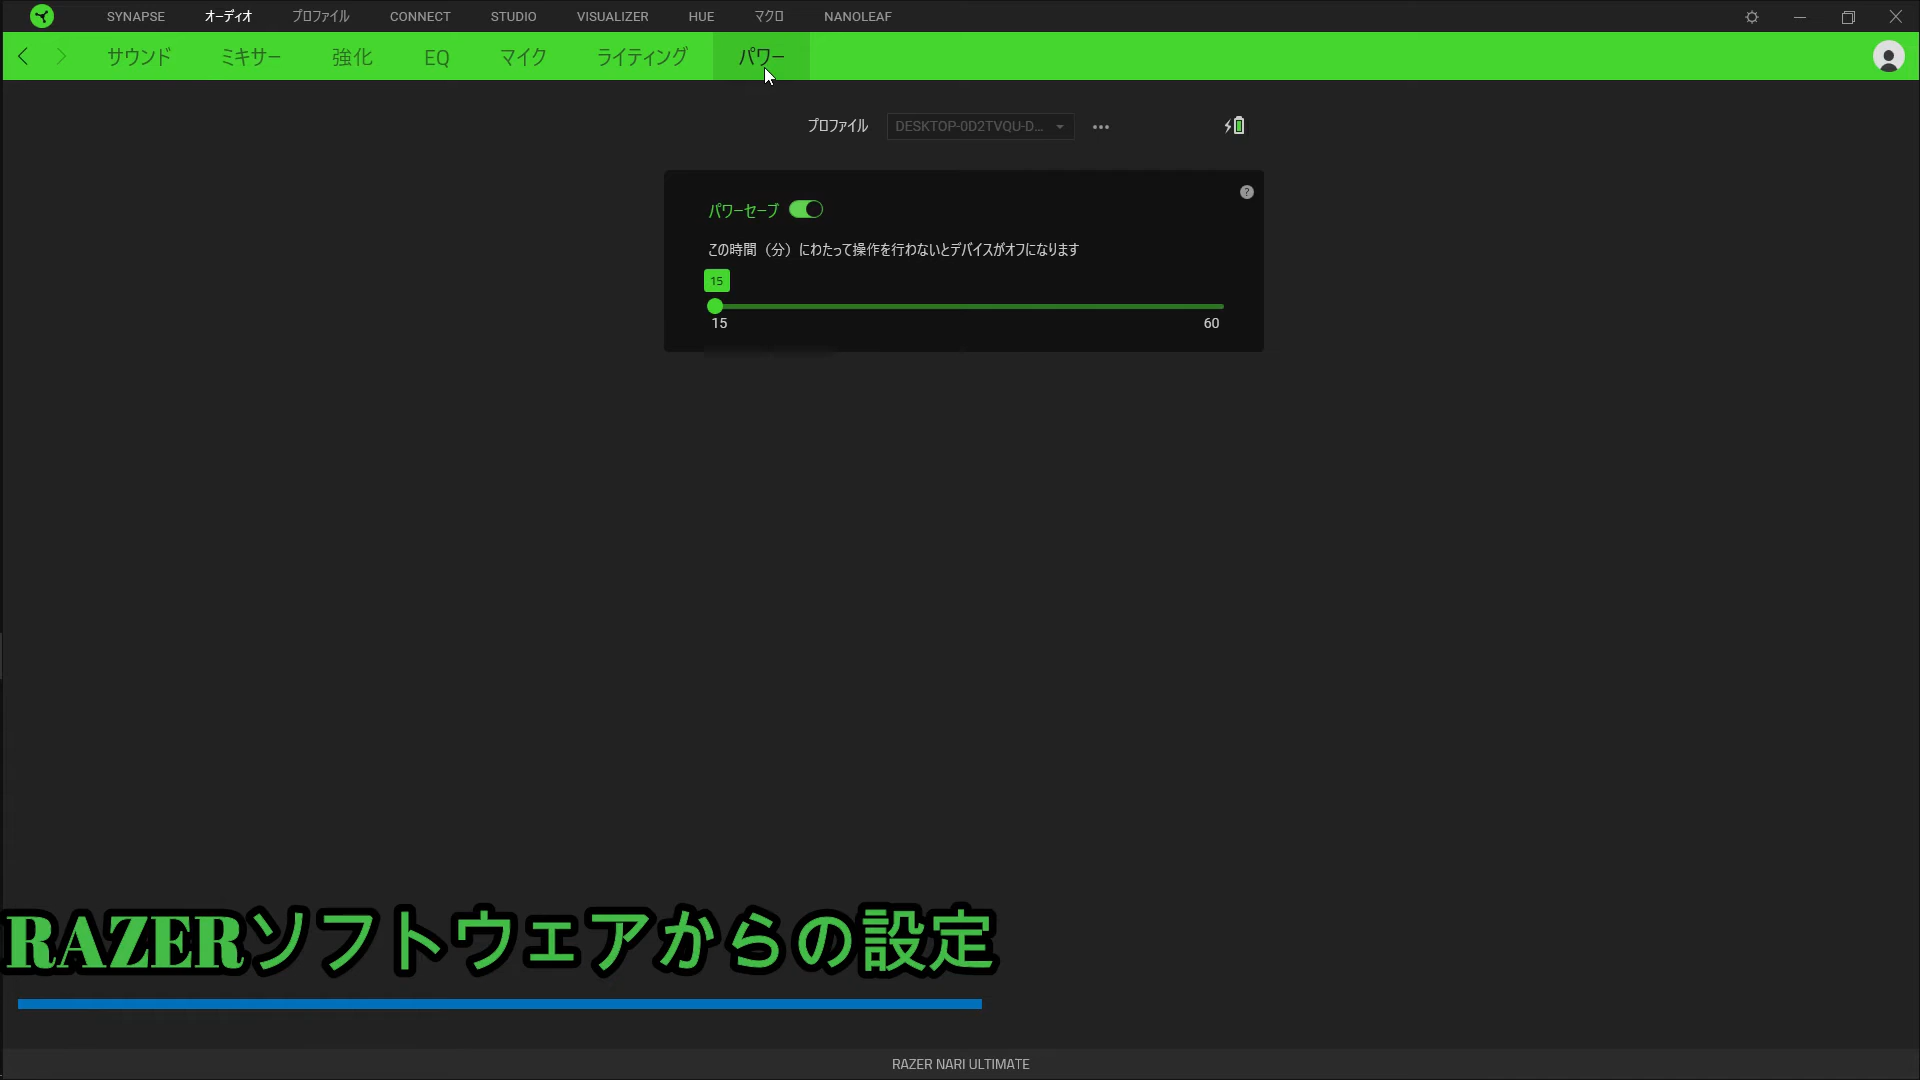 SYNAPSE オーディオ プロファイル CONNECT STUDIO VISUALIZER HUE マクロ NANOLEAF
サウンド ミキサー 強化 EQ マイク ライティング パワー
プロファイル DESKTOP-0D2TVQU-D... •••
?
パワーセーブ
この時間（分）にわたって操作を行わないとデバイスがオフになります
15
15 60
RAZERソフトウェアからの設定
RAZER NARI ULTIMATE